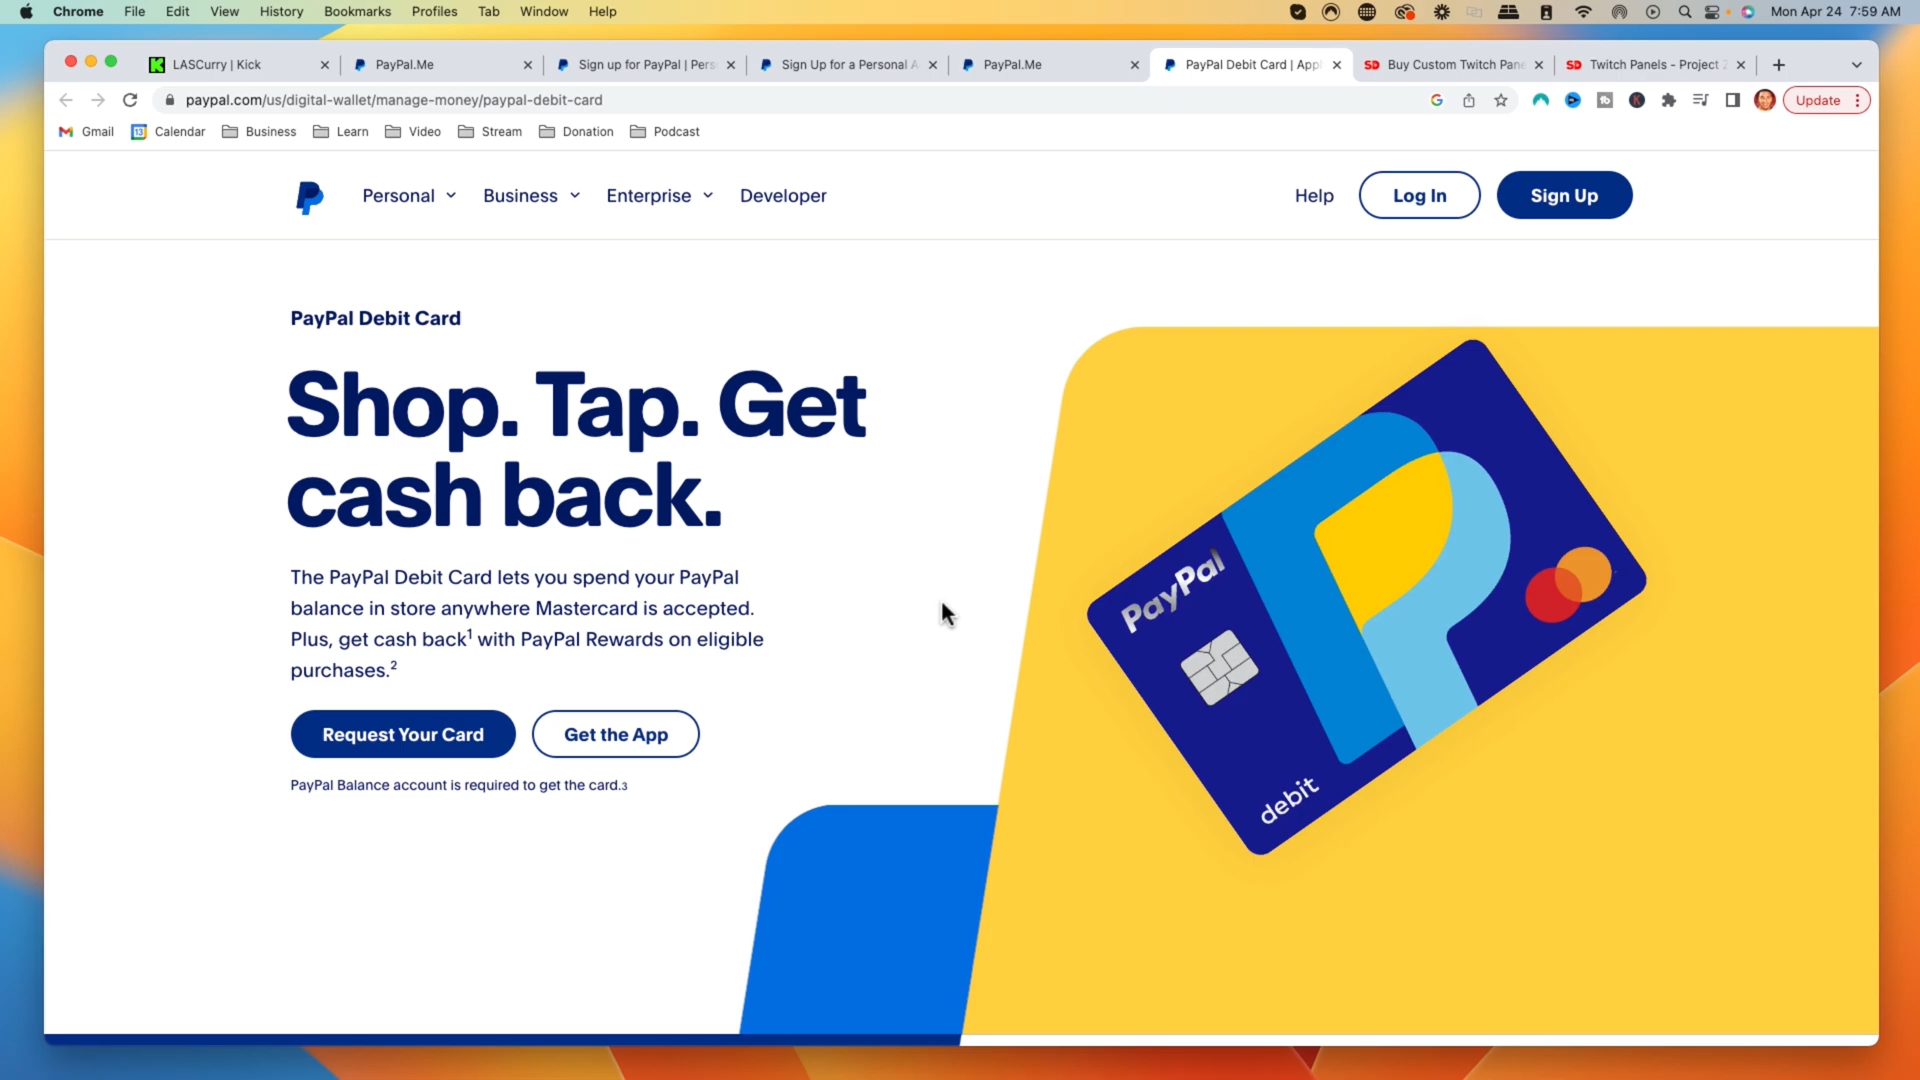 Chrome File Edit View History Bookmarks Profiles Tab Window Help Mon Apr 24 7:59 AM
LASCurry | Kick PayPal.Me Sign up for PayPal | Pers Sign Up for a Personal A PayPal.Me PayPal Debit Card | Appl SD Buy Custom Twitch Pane SD Twitch Panels - Project 2
paypal.com/us/digital-wallet/manage-money/paypal-debit-card Update
Gmail Calendar Business Learn Video Stream Donation Podcast
Personal Business Enterprise Developer Help Log In Sign Up
PayPal Debit Card
Shop. Tap. Get
cash back.
The PayPal Debit Card lets you spend your PayPal
balance in store anywhere Mastercard is accepted.
Plus, get cash back1 with PayPal Rewards on eligible
purchases.2
Request Your Card Get the App
PayPal Balance account is required to get the card.3
PayPal
debit